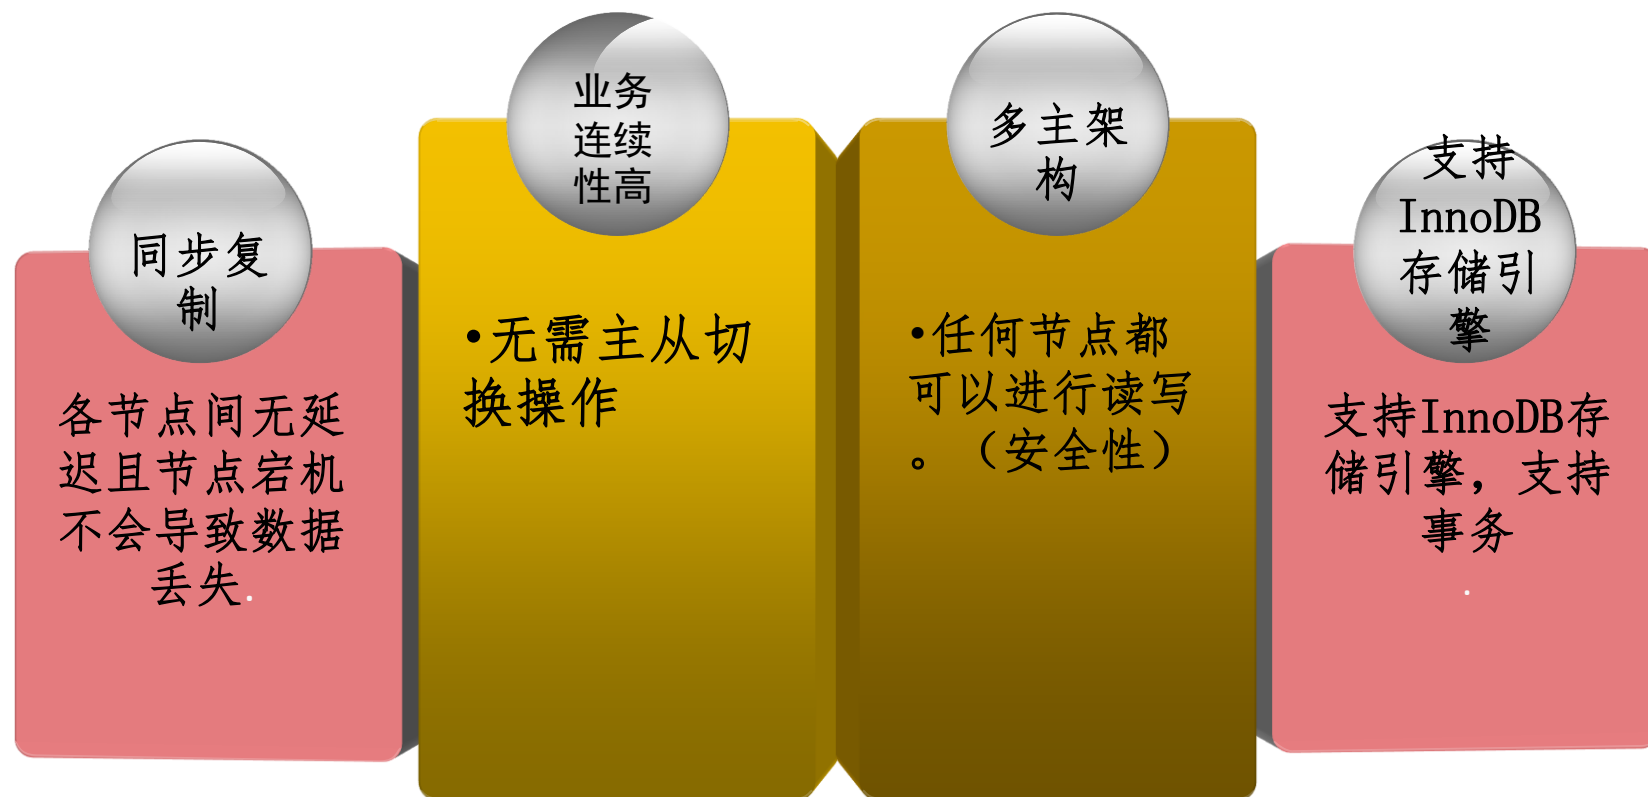 同步复
制
各节点间无延
迟且节点宕机
不会导致数据
丢失.
业务
连续
性高
•无需主从切
换操作
多主架
构
•任何节点都
可以进行读写
。（安全性）
支持
InnoDB
存储引
擎
支持InnoDB存
储引擎，支持
事务
.